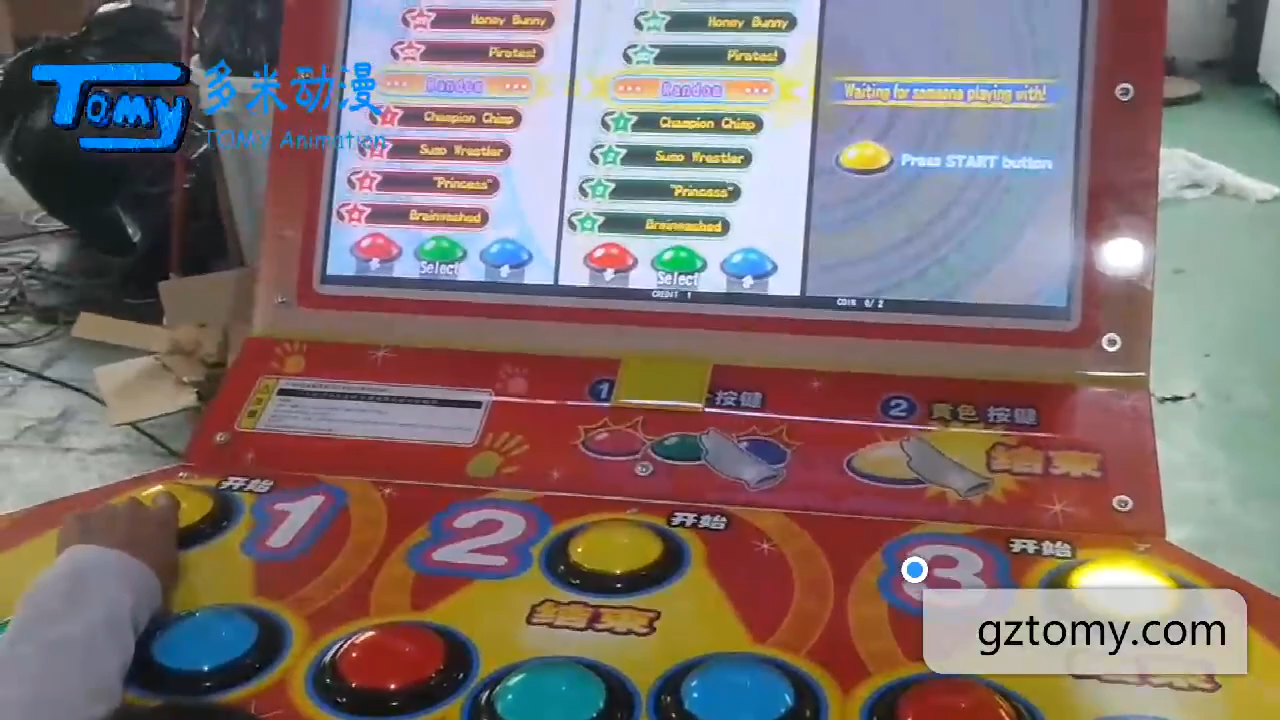 TOMY
多米动漫
TOMY Animation
Honey Bunny
Pirates!
Random
Champion Chimp
Sumo Wrestler
"Princess"
Brainwashed
Select
Honey Bunny
Pirates!
Random
Champion Chimp
Sumo Wrestler
"Princess"
Brainwashed
Select
Waiting for someone playing with!
Press START button
CREDIT 1
COIN 0/2
1 按键
2 黄色 按键
结束
开始
1
2
开始
结束
3
开始
gztomy.com